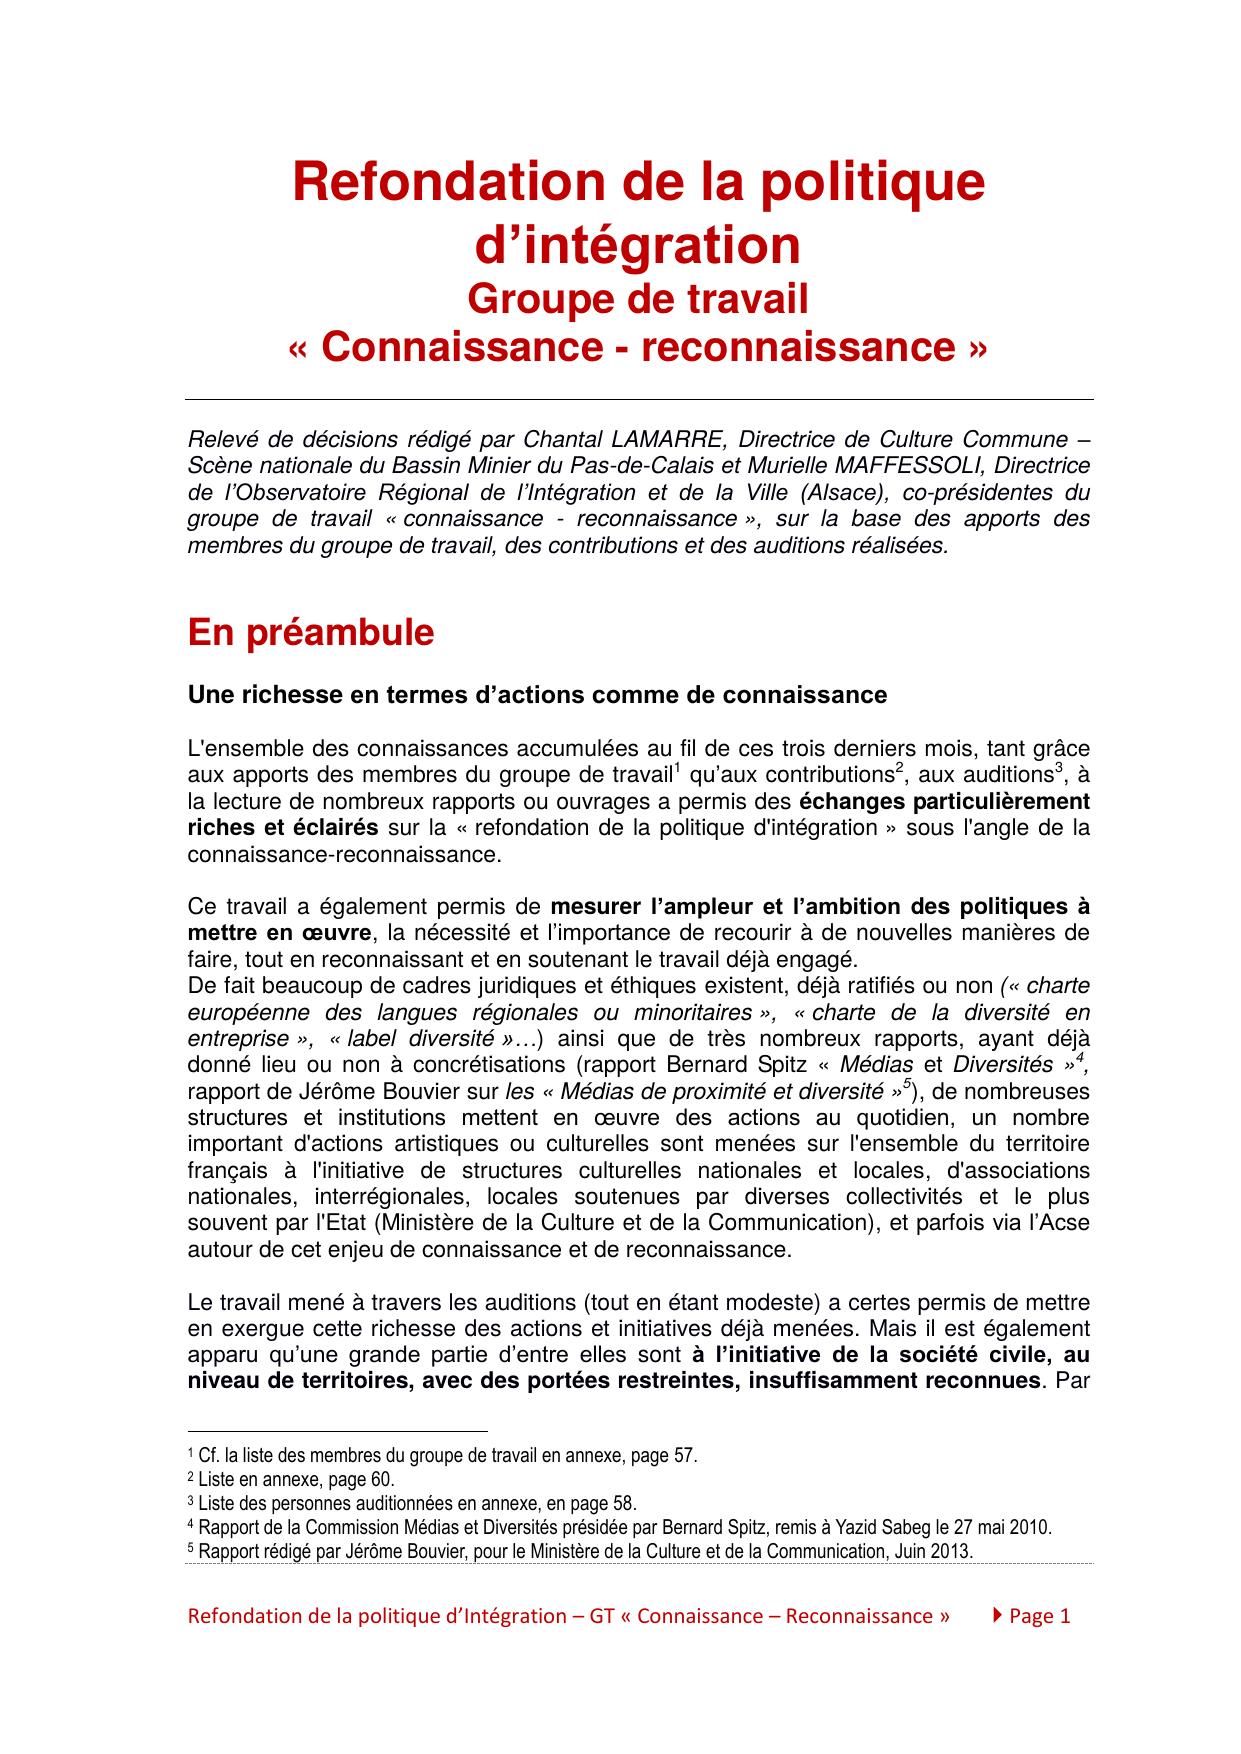 Refondation de la politique
d’intégration
Groupe de travail
« Connaissance - reconnaissance »
Relevé de décisions rédigé par Chantal LAMARRE, Directrice de Culture Commune –
Scène nationale du Bassin Minier du Pas-de-Calais et Murielle MAFFESSOLI, Directrice
de l’Observatoire Régional de l’Intégration et de la Ville (Alsace), co-présidentes du
groupe de travail « connaissance - reconnaissance », sur la base des apports des
membres du groupe de travail, des contributions et des auditions réalisées.
En préambule
Une richesse en termes d’actions comme de connaissance
L'ensemble des connaissances accumulées au fil de ces trois derniers mois, tant grâce
aux apports des membres du groupe de travail1 qu’aux contributions2, aux auditions3, à
la lecture de nombreux rapports ou ouvrages a permis des échanges particulièrement
riches et éclairés sur la « refondation de la politique d'intégration » sous l'angle de la
connaissance-reconnaissance.
Ce travail a également permis de mesurer l’ampleur et l’ambition des politiques à
mettre en œuvre, la nécessité et l’importance de recourir à de nouvelles manières de
faire, tout en reconnaissant et en soutenant le travail déjà engagé.
De fait beaucoup de cadres juridiques et éthiques existent, déjà ratifiés ou non (« charte
européenne des langues régionales ou minoritaires », « charte de la diversité en
entreprise », « label diversité »…) ainsi que de très nombreux rapports, ayant déjà
donné lieu ou non à concrétisations (rapport Bernard Spitz « Médias et Diversités »4,
rapport de Jérôme Bouvier sur les « Médias de proximité et diversité »5), de nombreuses
structures et institutions mettent en œuvre des actions au quotidien, un nombre
important d'actions artistiques ou culturelles sont menées sur l'ensemble du territoire
français à l'initiative de structures culturelles nationales et locales, d'associations
nationales, interrégionales, locales soutenues par diverses collectivités et le plus
souvent par l'Etat (Ministère de la Culture et de la Communication), et parfois via l’Acse
autour de cet enjeu de connaissance et de reconnaissance.
Le travail mené à travers les auditions (tout en étant modeste) a certes permis de mettre
en exergue cette richesse des actions et initiatives déjà menées. Mais il est également
apparu qu’une grande partie d’entre elles sont à l’initiative de la société civile, au
niveau de territoires, avec des portées restreintes, insuffisamment reconnues. Par
1 Cf. la liste des membres du groupe de travail en annexe, page 57.
2 Liste en annexe, page 60.
3 Liste des personnes auditionnées en annexe, en page 58.
4 Rapport de la Commission Médias et Diversités présidée par Bernard Spitz, remis à Yazid Sabeg le 27 mai 2010.
5 Rapport rédigé par Jérôme Bouvier, pour le Ministère de la Culture et de la Communication, Juin 2013.
Refondation de la politique d’Intégration – GT « Connaissance – Reconnaissance » Page 1